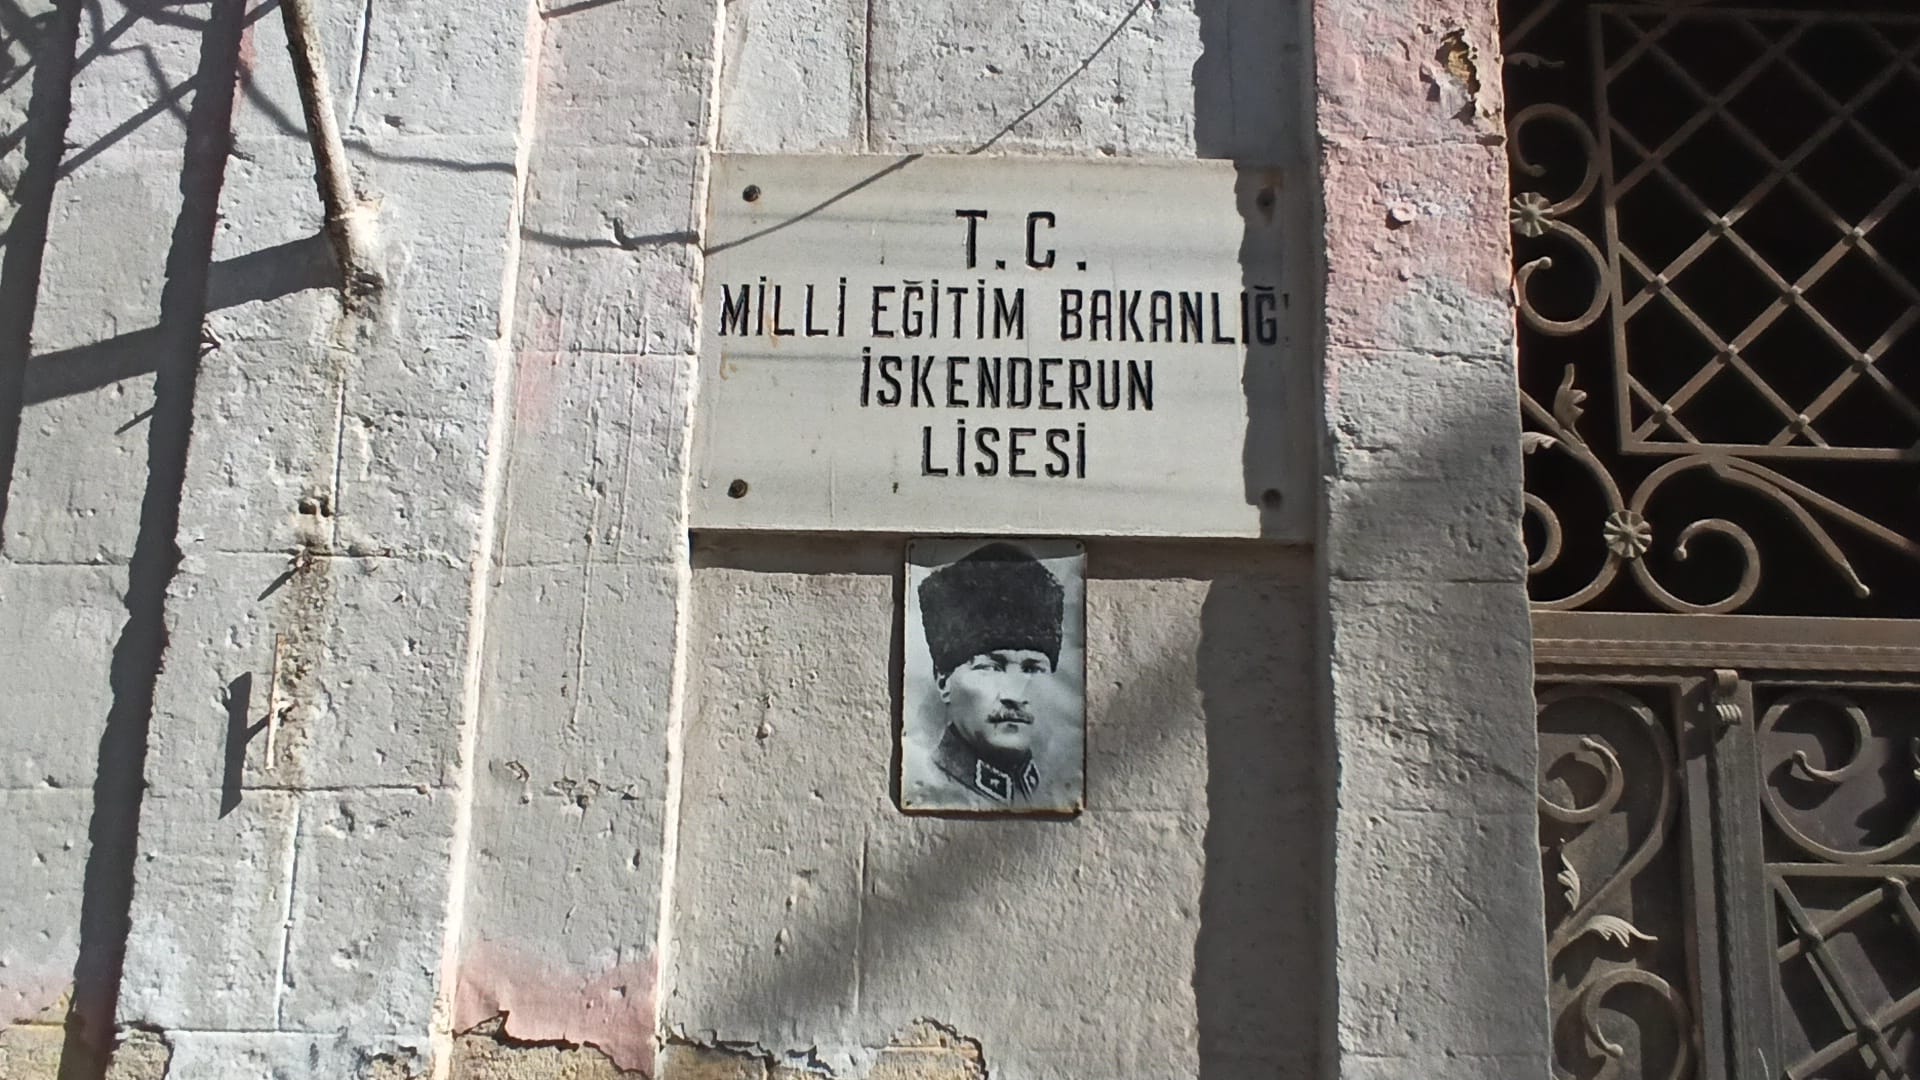 T.C.
MİLLİ EĞİTİM BAKANLIĞI
İSKENDERUN
LİSESİ